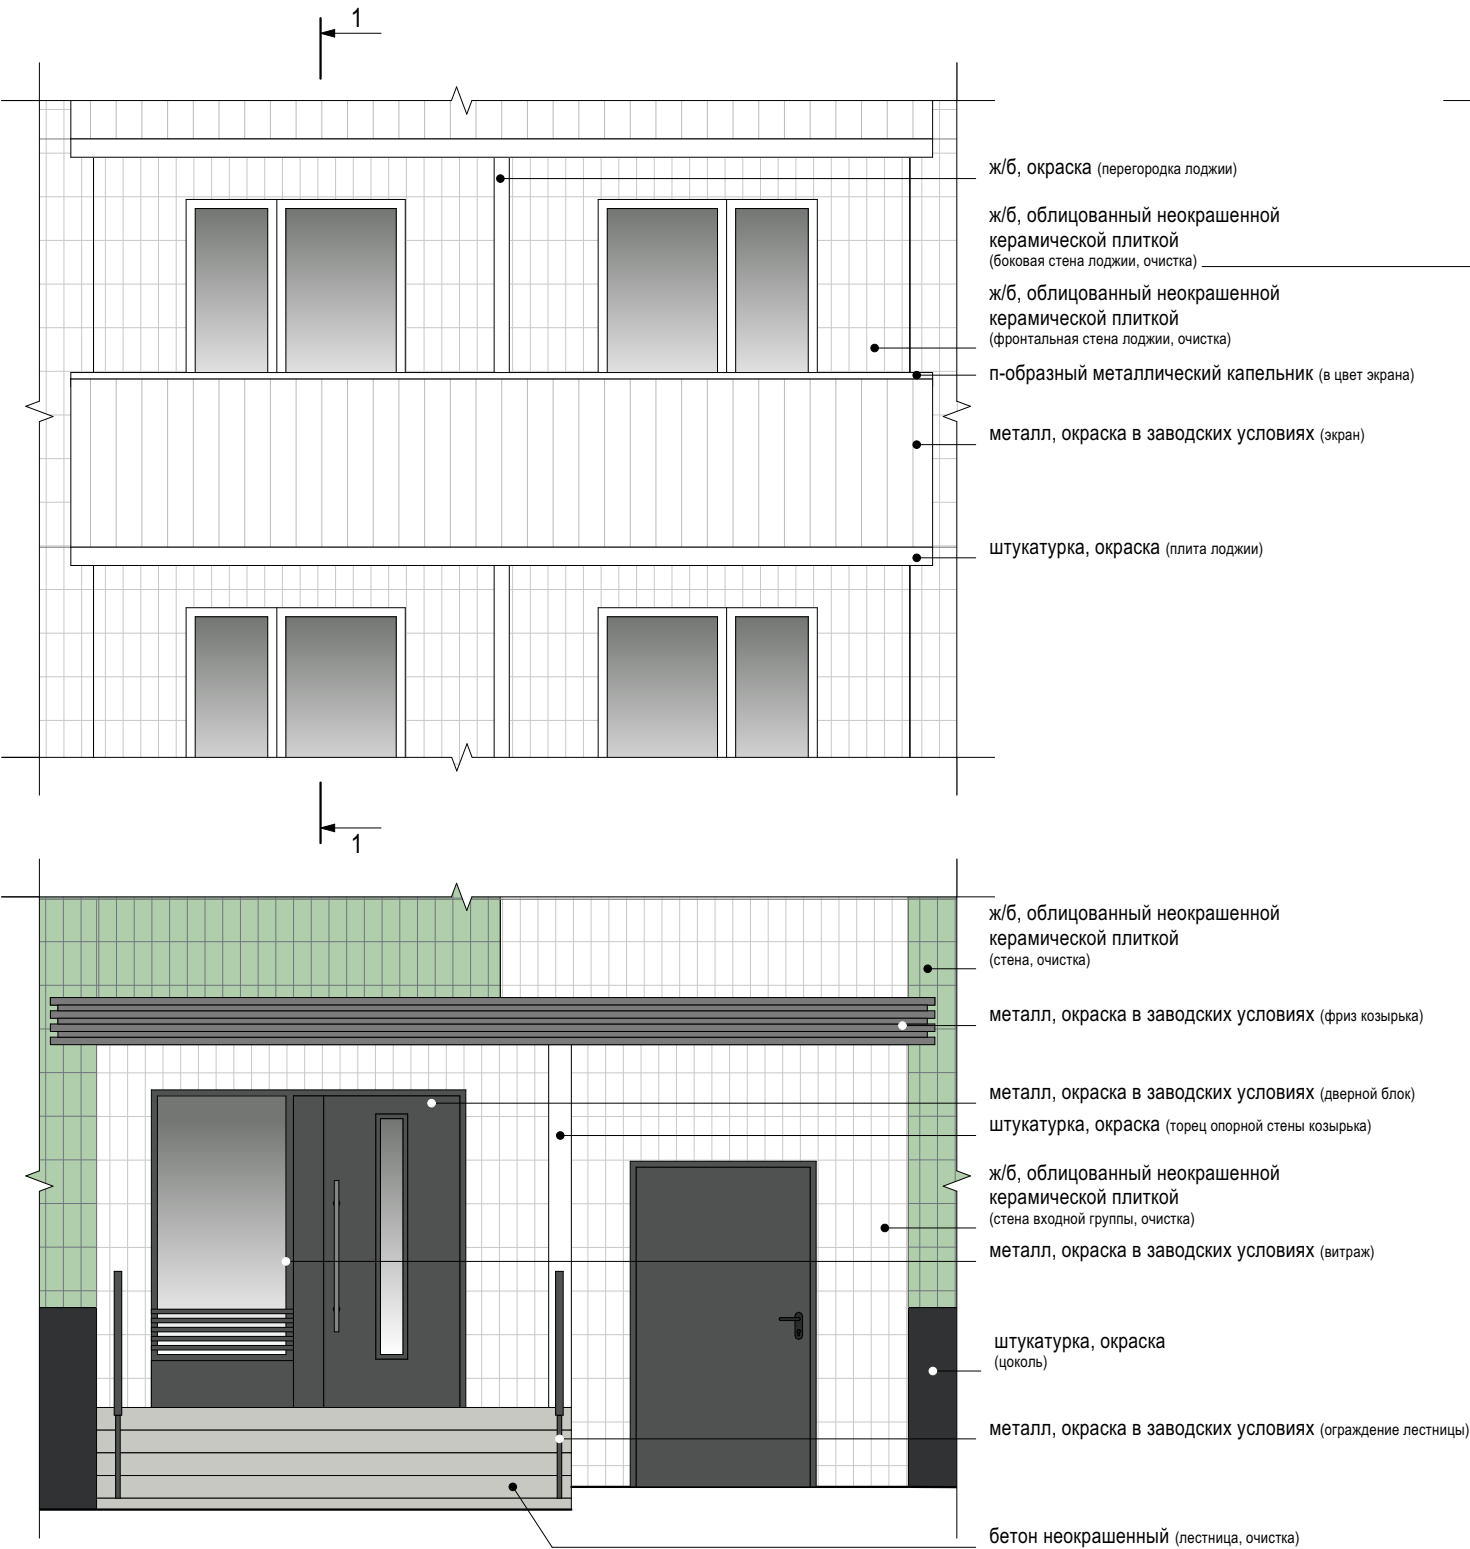 1
ж/б, окраска (перегородка лоджии)
ж/б, облицованный неокрашенной
керамической плиткой
(боковая стена лоджии, очистка)
ж/б, облицованный неокрашенной
керамической плиткой
(фронтальная стена лоджии, очистка)
п-образный металлический капельник (в цвет экрана)
металл, окраска в заводских условиях (экран)
штукатурка, окраска (плита лоджии)
1
ж/б, облицованный неокрашенной
керамической плиткой
(стена, очистка)
металл, окраска в заводских условиях (фриз козырька)
металл, окраска в заводских условиях (дверной блок)
штукатурка, окраска (торец опорной стены козырька)
ж/б, облицованный неокрашенной
керамической плиткой
(стена входной группы, очистка)
металл, окраска в заводских условиях (витраж)
штукатурка, окраска
(цоколь)
металл, окраска в заводских условиях (ограждение лестницы)
бетон неокрашенный (лестница, очистка)